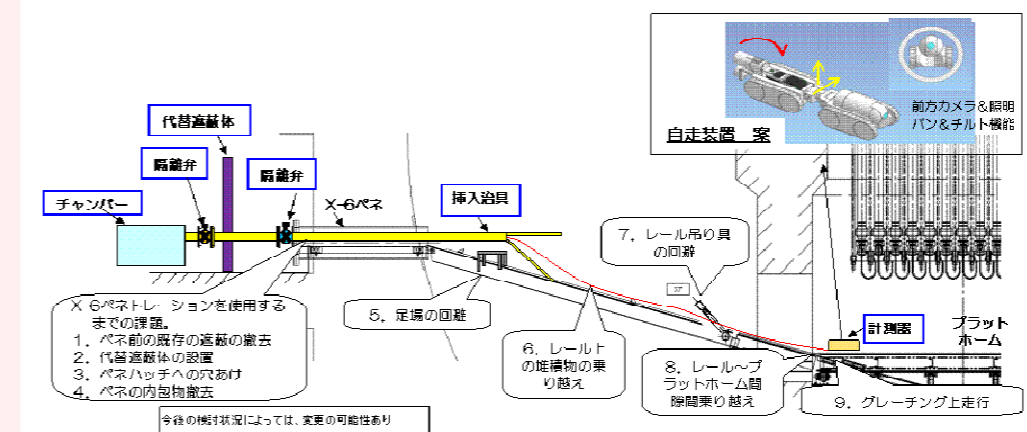 前方カメラ&照明
パン&チルト機能
自走装置 案
代替遮蔽体
隔離弁
隔離弁
チャンバー
X-6ペネ
挿入治具
7．レール吊り具
の回避
X-6ペネトレーションを使用する
までの課題。
1．ペネ前の既存の遮蔽の撤去
2．代替遮蔽体の設置
3．ペネハッチへの穴あけ
4．ペネの内包物撤去
5．足場の回避
6．レール上
の堆積物の乗
り越え
計測器
プラット
ホーム
8．レール～プ
ラットホーム間
隙間乗り越え
9．グレーチング上走行
今後の検討状況によっては、変更の可能性あり